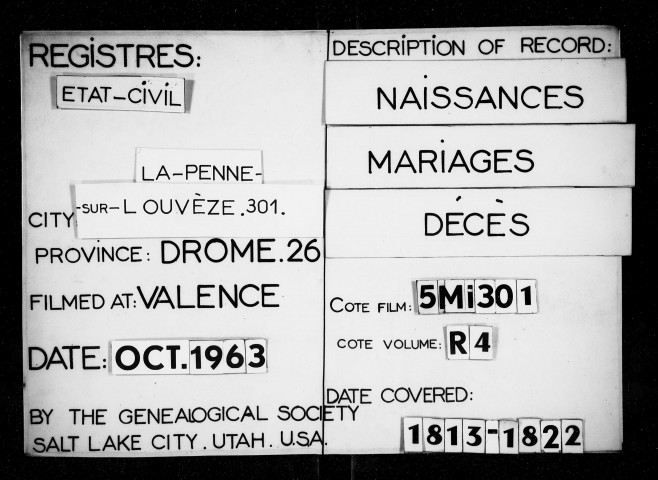 REGISTRES:
ETAT-CIVIL
LA-PENNE-
CITY -SUR-L OUVÈZE.301.
PROVINCE: DROME.26
FILMED AT: VALENCE
DATE: OCT.1963
BY THE GENEALOGICAL SOCIETY
SALT LAKE CITY. UTAH. U.S.A.
DESCRIPTION OF RECORD:
NAISSANCES
MARIAGES
DÉCÈS
COTE FILM: 5Mi301
COTE VOLUME: R4
DATE COVERED:
1813-1822